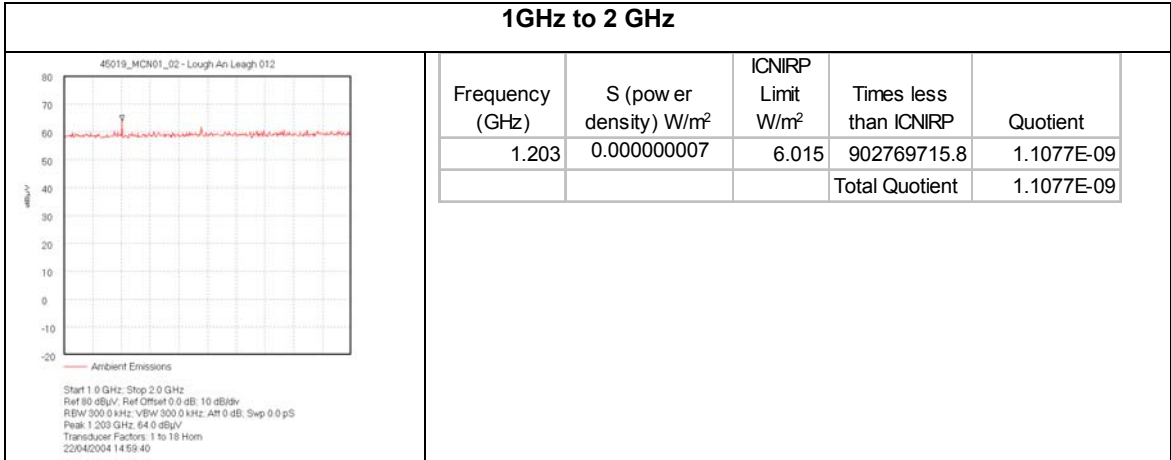 1GHz to 2 GHz
45019_MCN01_02 - Lough An Leagh 012
80
70
60
50
40
30
20
10
0
-10
-20
dBµV
Ambient Emissions
Start 1.0 GHz; Stop 2.0 GHz
Ref 80 dBµV; Ref Offset 0.0 dB; 10 dB/div
RBW 300.0 kHz; VBW 300.0 kHz; Att 0 dB; Swp 0.0 pS
Peak 1.203 GHz, 64.0 dBµV
Transducer Factors: 1 to 18 Horn
22/04/2004 14:59:40
Frequency (GHz) S (pow er density) W/m² ICNIRP Limit W/m² Times less than ICNIRP Quotient
1.203 0.000000007 6.015 902769715.8 1.1077E-09
Total Quotient 1.1077E-09